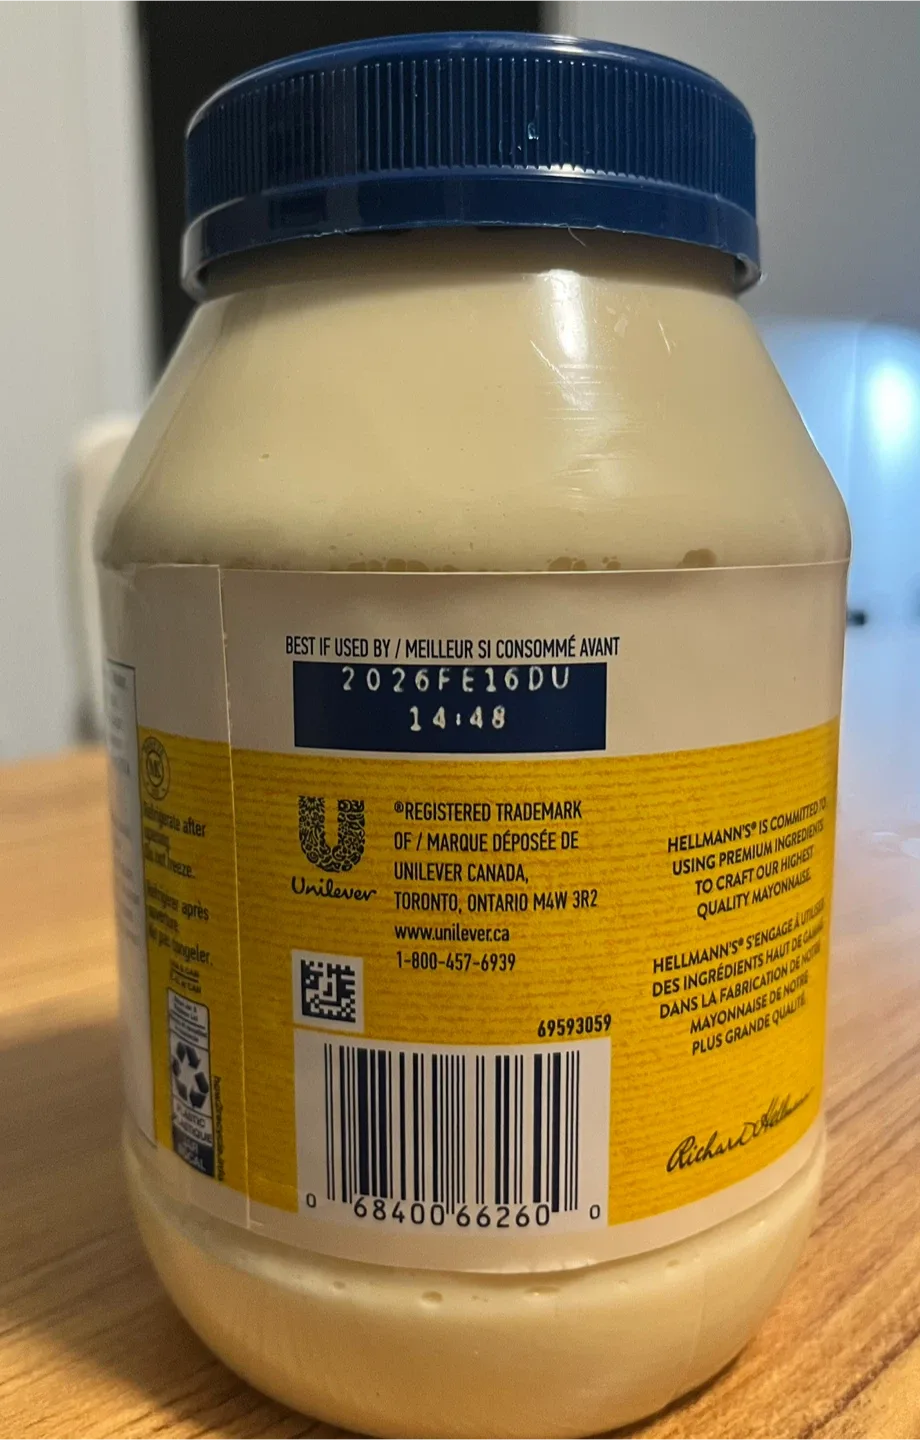 BEST IF USED BY / MEILLEUR SI CONSOMMÉ AVANT
2026FE16DU
14:48
Refrigerate after
Do not freeze.
après
®REGISTERED TRADEMARK
OF / MARQUE DÉPOSÉE DE
UNILEVER CANADA,
TORONTO, ONTARIO M4W 3R2
www.unilever.ca
1-800-457-6939
Unilever
69593059
0 68400 66260 0
HELLMANN'S® IS COMMITTED TO
USING PREMIUM INGREDIENTS
TO CRAFT OUR HIGHEST
QUALITY MAYONNAISE.
HELLMANN'S® S'ENGAGE À UTILISER
DES INGRÉDIENTS HAUT DE GAMME
DANS LA FABRICATION DE NOTRE
MAYONNAISE DE NOTRE
PLUS GRANDE QUALITÉ.
Richard Hellmann